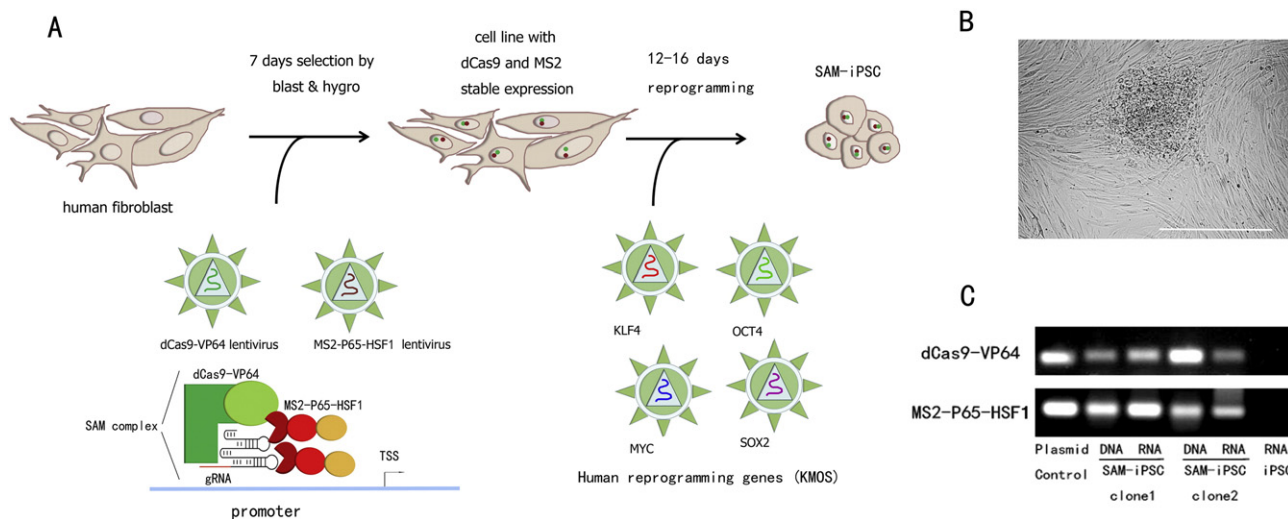 A
7 days selection by
blast & hygro
cell line with
dCas9 and MS2
stable expression
12-16 days
reprogramming
SAM-iPSC
human fibroblast
dCas9-VP64 lentivirus
MS2-P65-HSF1 lentivirus
KLF4
OCT4
MYC
SOX2
Human reprogramming genes (KMOS)
dCas9-VP64
MS2-P65-HSF1
SAM complex
TSS
gRNA
promoter
B
C
dCas9-VP64
MS2-P65-HSF1
Plasmid DNA RNA DNA RNA RNA
Control SAM-iPSC SAM-iPSC iPSC
clone1 clone2